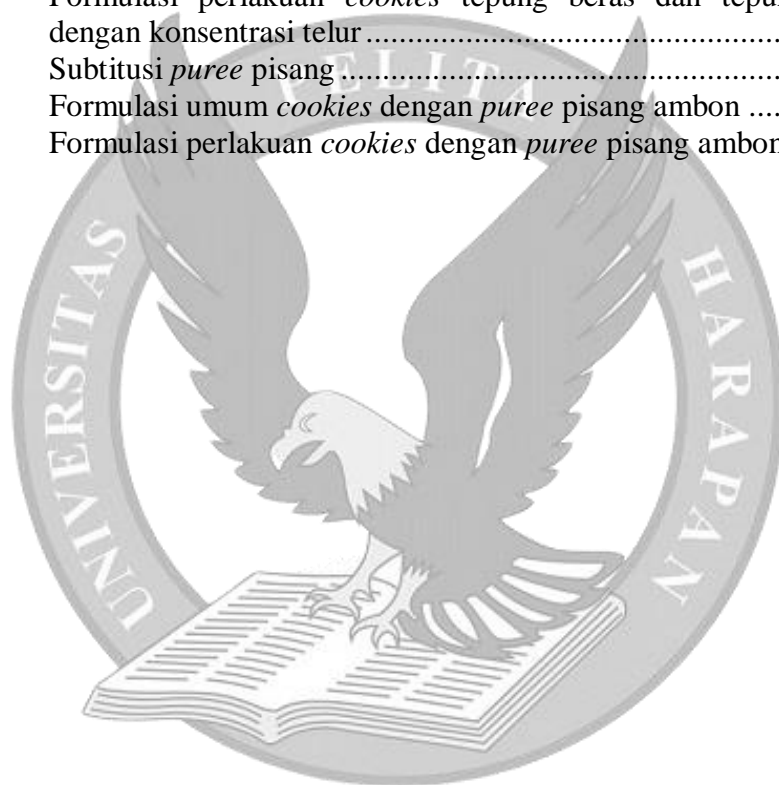 Formulasi perlakuan cookies tepung beras dan tepung
dengan konsentrasi telur
Subtitusi puree pisang
Formulasi umum cookies dengan puree pisang ambon
Formulasi perlakuan cookies dengan puree pisang ambon
UNIVERSITAS PELITA HARAPAN